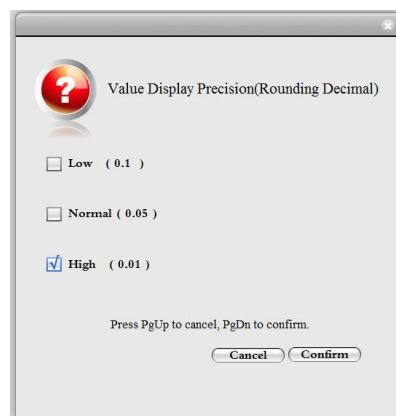 Value Display Precision(Rounding Decimal)
Low ( 0.1 )
Normal ( 0.05 )
High ( 0.01 )
Press PgUp to cancel, PgDn to confirm.
Cancel Confirm